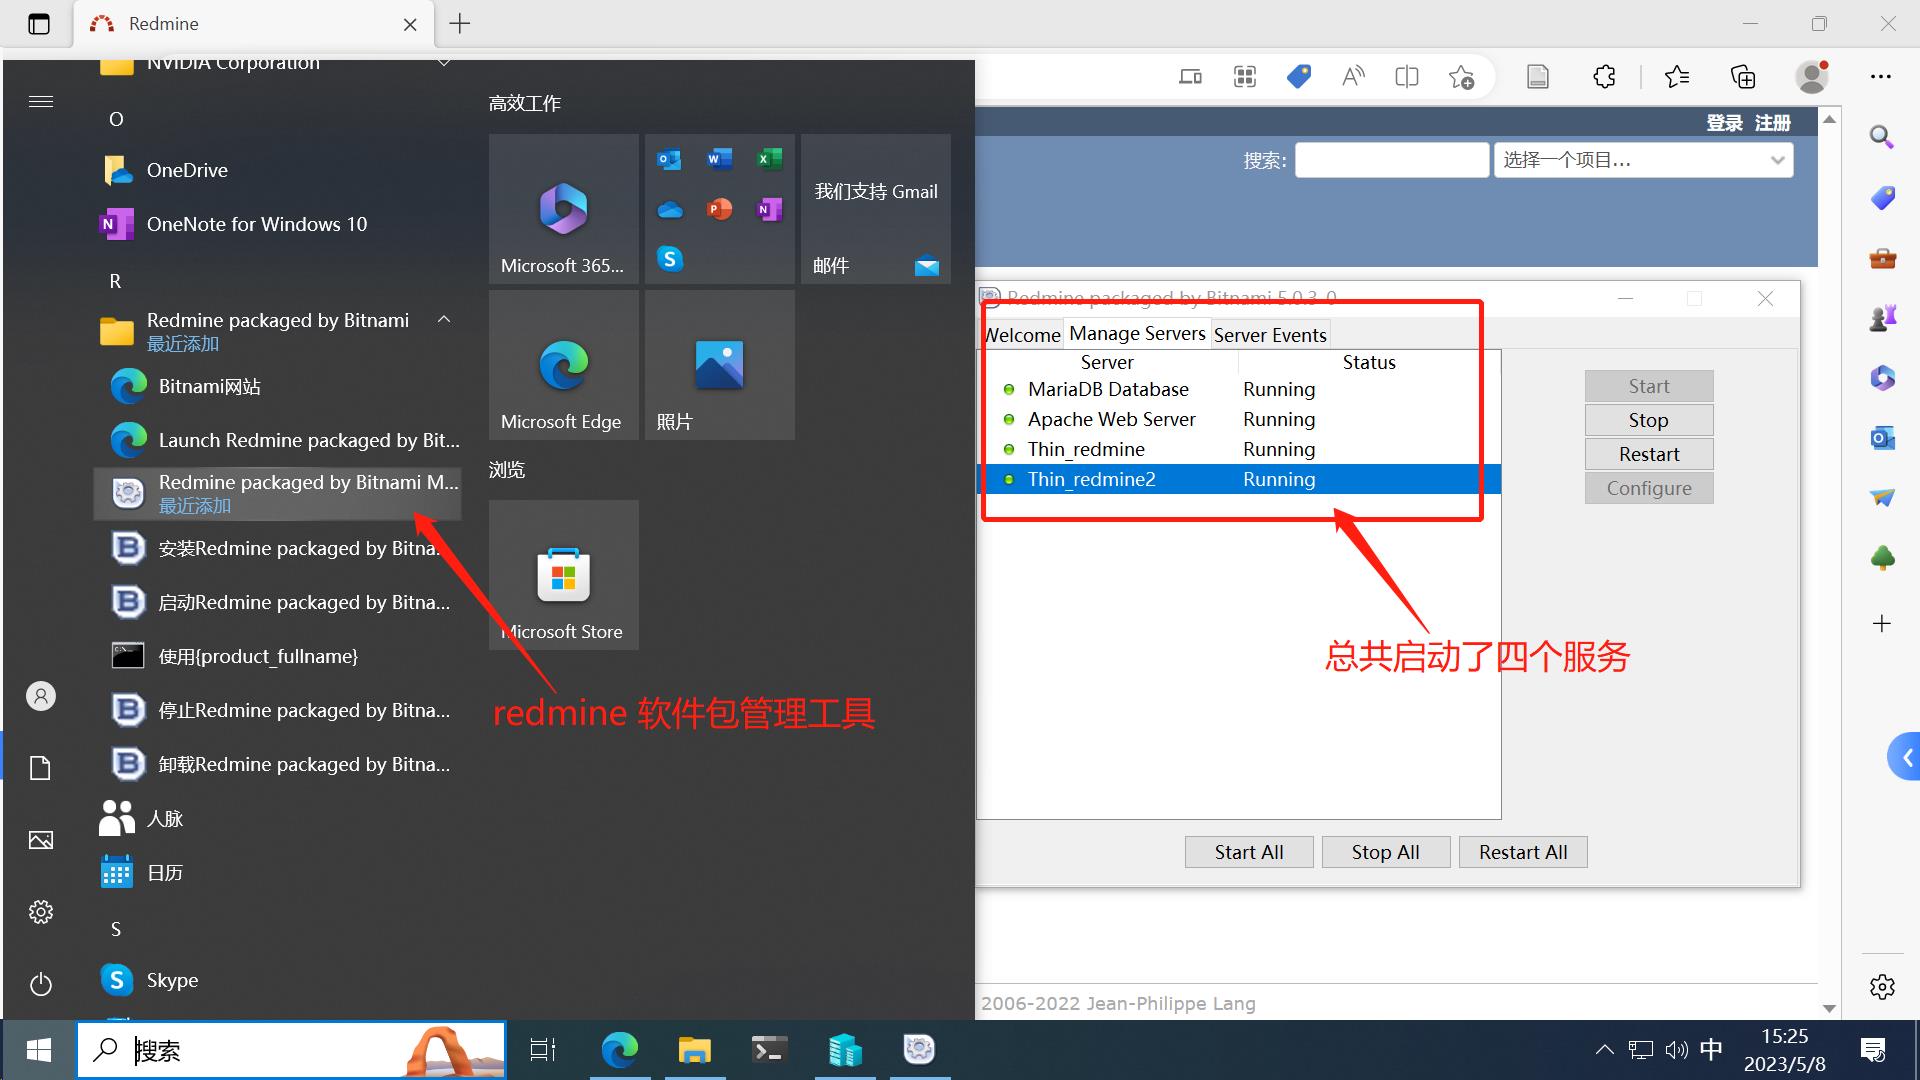 Redmine
NVIDIA Corporation
O
OneDrive
OneNote for Windows 10
R
Redmine packaged by Bitnami
最近添加
Bitnami网站
Launch Redmine packaged by Bit...
Redmine packaged by Bitnami M...
最近添加
安装Redmine packaged by Bitna...
启动Redmine packaged by Bitna...
使用{product_fullname}
停止Redmine packaged by Bitna...
卸载Redmine packaged by Bitna...
人脉
日历
S
Skype
高效工作
Microsoft 365...
我们支持 Gmail
邮件
Microsoft Edge
照片
浏览
Microsoft Store
redmine 软件包管理工具
登录 注册
搜索:
选择一个项目...
Redmine packaged by Bitnami 5.0.3-0
Welcome Manage Servers Server Events
Server Status
MariaDB Database Running
Apache Web Server Running
Thin_redmine Running
Thin_redmine2 Running
Start
Stop
Restart
Configure
总共启动了四个服务
Start All Stop All Restart All
2006-2022 Jean-Philippe Lang
搜索
中
15:25
2023/5/8